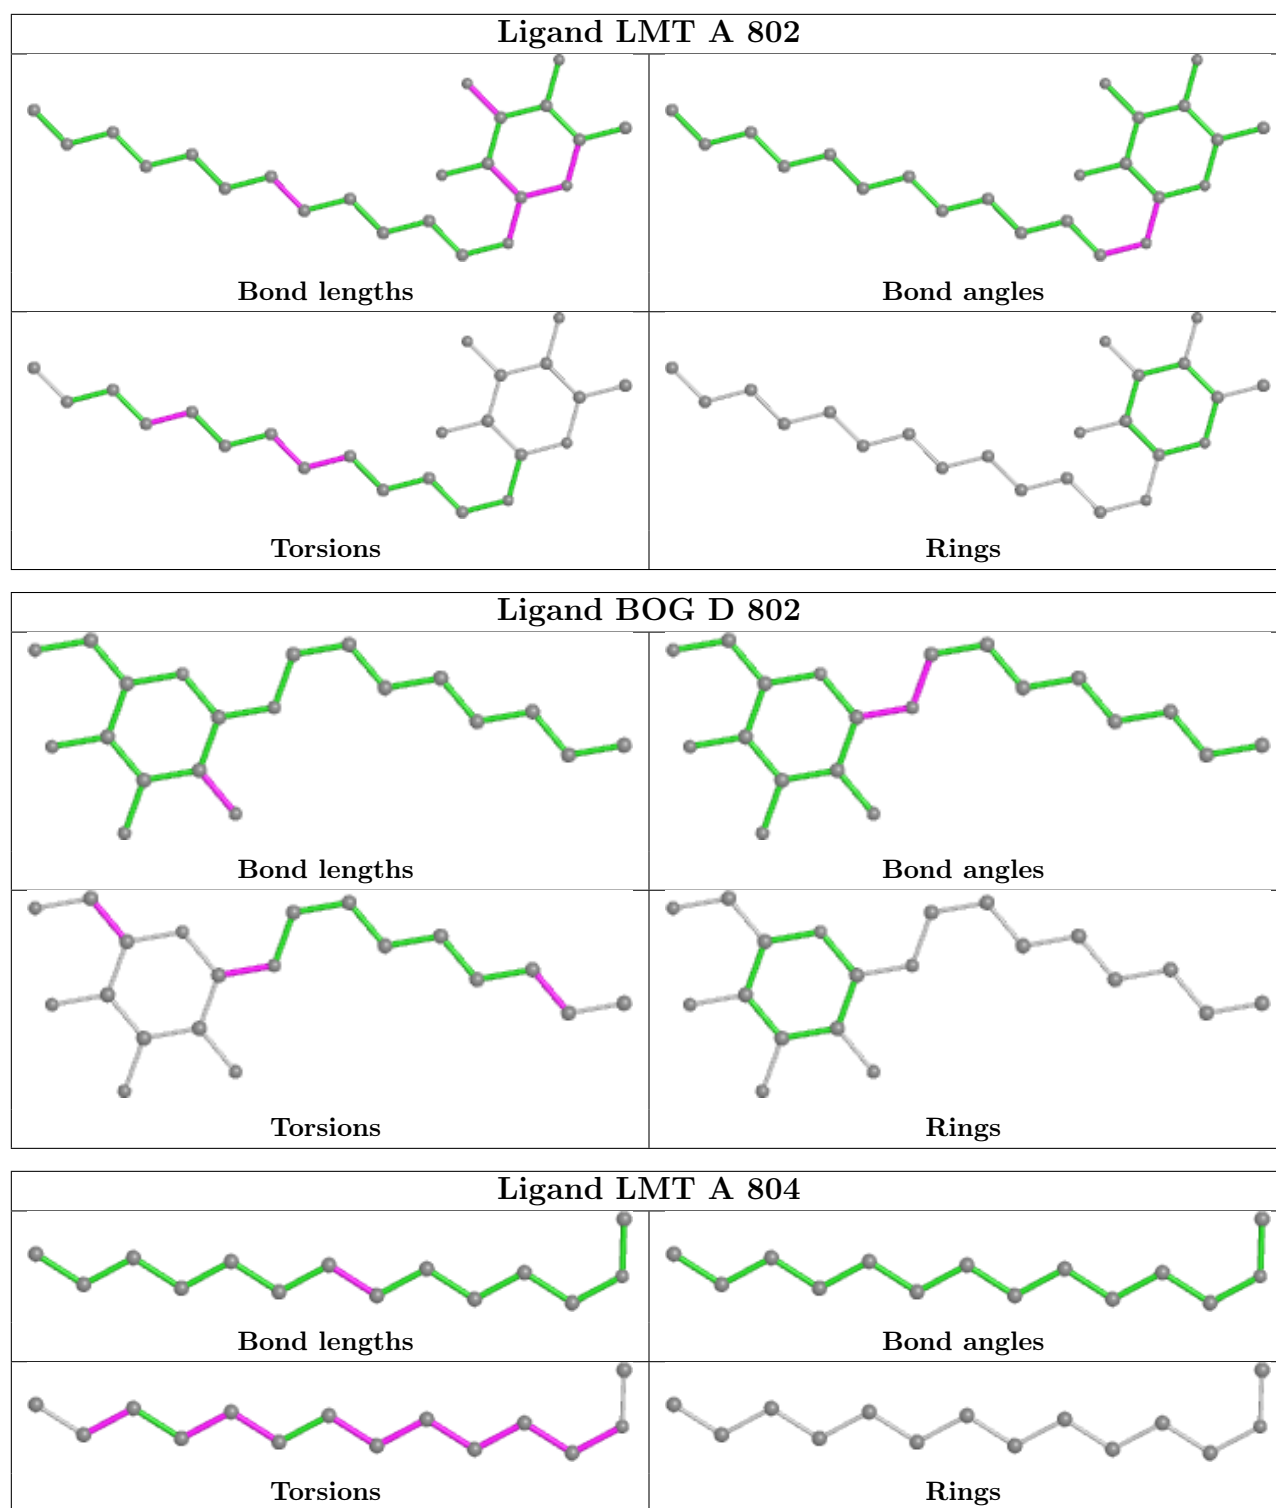 Ligand LMT A 802
Bond lengths
Bond angles
Torsions
Rings
Ligand BOG D 802
Bond lengths
Bond angles
Torsions
Rings
Ligand LMT A 804
Bond lengths
Bond angles
Torsions
Rings